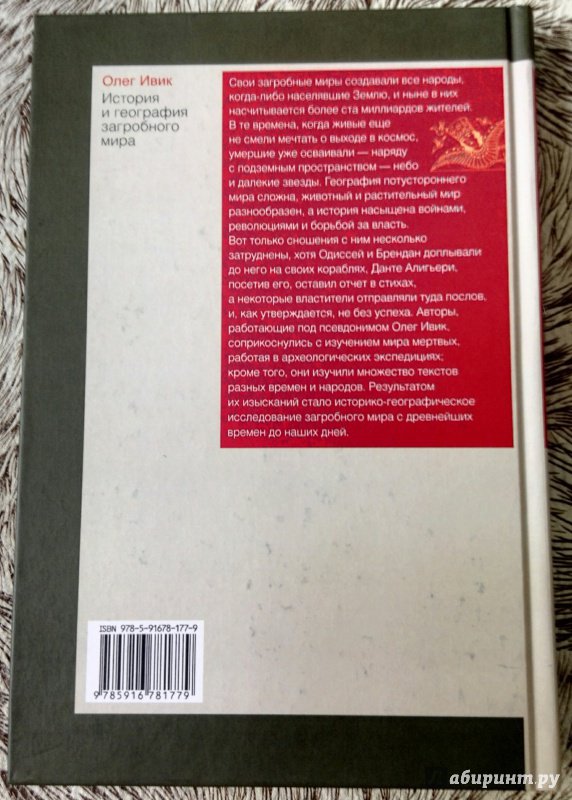 Олег Ивик
История
и география
загробного
мира
Свои загробные миры создавали все народы,
когда-либо населявшие Землю, и ныне в них
насчитывается более ста миллиардов жителей.
В те времена, когда живые еще
не смели мечтать о выходе в космос,
умершие уже осваивали — наряду
с подземным пространством — небо
и далекие звезды. География потустороннего
мира сложна, животный и растительный мир
разнообразен, а история насыщена войнами,
революциями и борьбой за власть.
Вот только сношения с ним несколько
затруднены, хотя Одиссей и Брендан доплывали
до него на своих кораблях, Данте Алигьери,
посетив его, оставил отчет в стихах,
а некоторые властители отправляли туда послов,
и, как утверждается, не без успеха. Авторы,
работающие под псевдонимом Олег Ивик,
соприкоснулись с изучением мира мертвых,
работая в археологических экспедициях;
кроме того, они изучили множество текстов
разных времен и народов. Результатом
их изысканий стало историко-географическое
исследование загробного мира с древнейших
времен до наших дней.
ISBN 978-5-91678-177-9
9 785916 781779
абиринт.ру